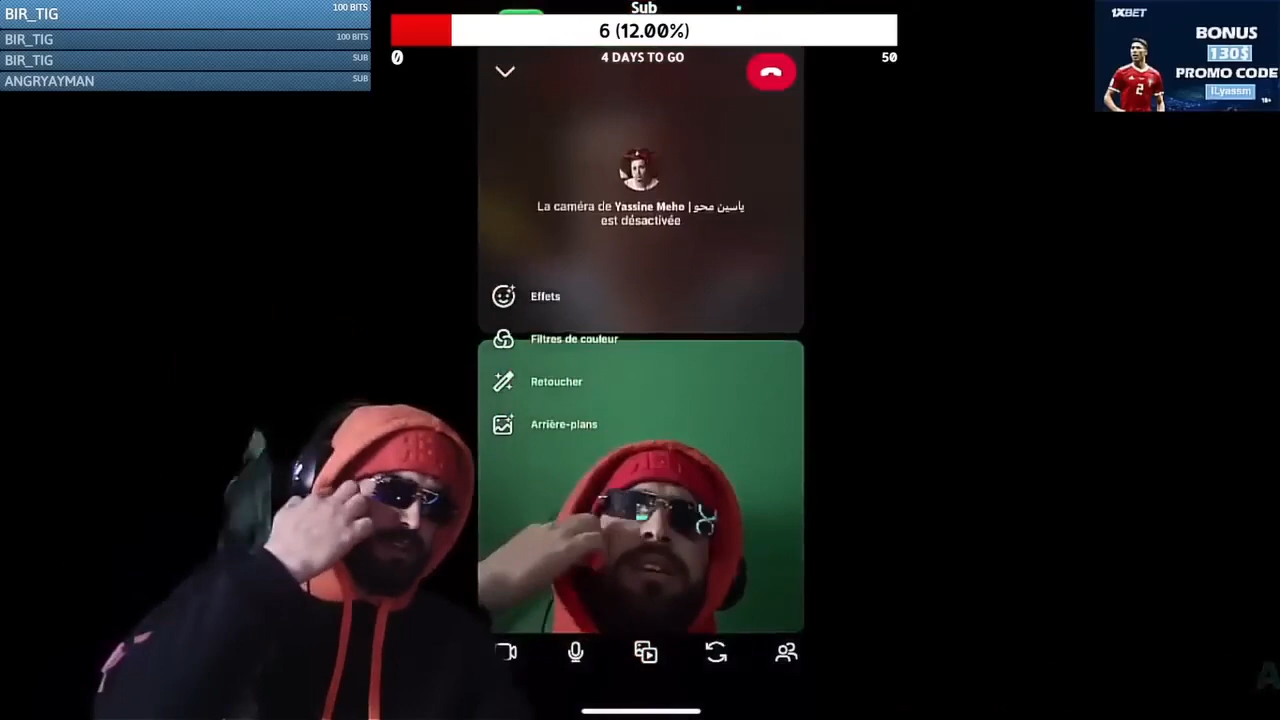 BIR_TIG 100 BITS
BIR_TIG 100 BITS
BIR_TIG SUB
ANGRYAYMAN SUB
Sub
6 (12.00%)
0 4 DAYS TO GO 50
1XBET
BONUS
130$
PROMO CODE
ILyassm
18+
2
La caméra de Yassine Meho | ياسين محو
est désactivée
Effets
Filtres de couleur
Retoucher
Arrière-plans